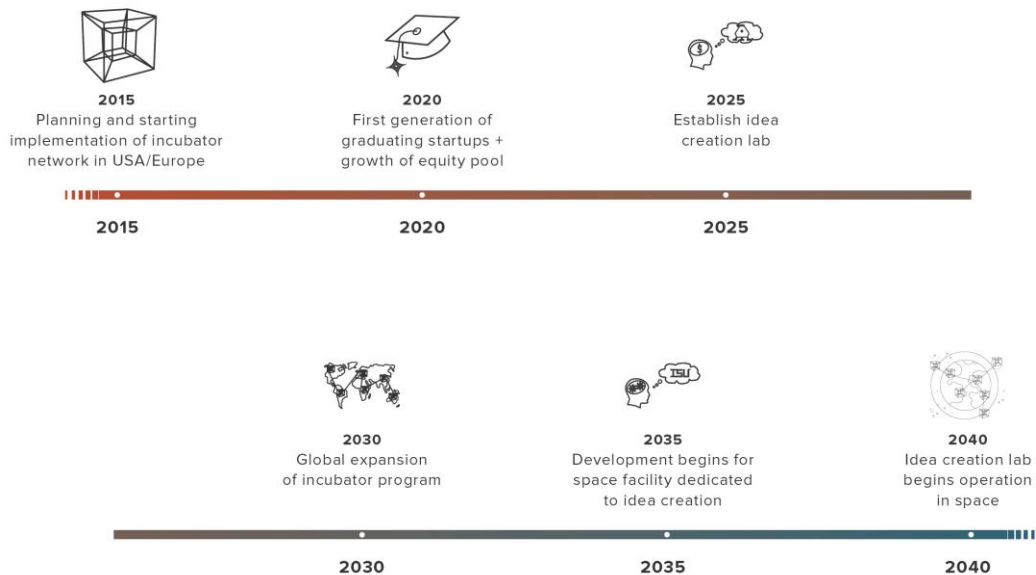 2015
Planning and starting
implementation of incubator
network in USA/Europe
2020
First generation of
graduating startups +
growth of equity pool
2025
Establish idea
creation lab
2015
2020
2025
$
ISU
2030
Global expansion
of incubator program
2035
Development begins for
space facility dedicated
to idea creation
2040
Idea creation lab
begins operation
in space
2030
2035
2040